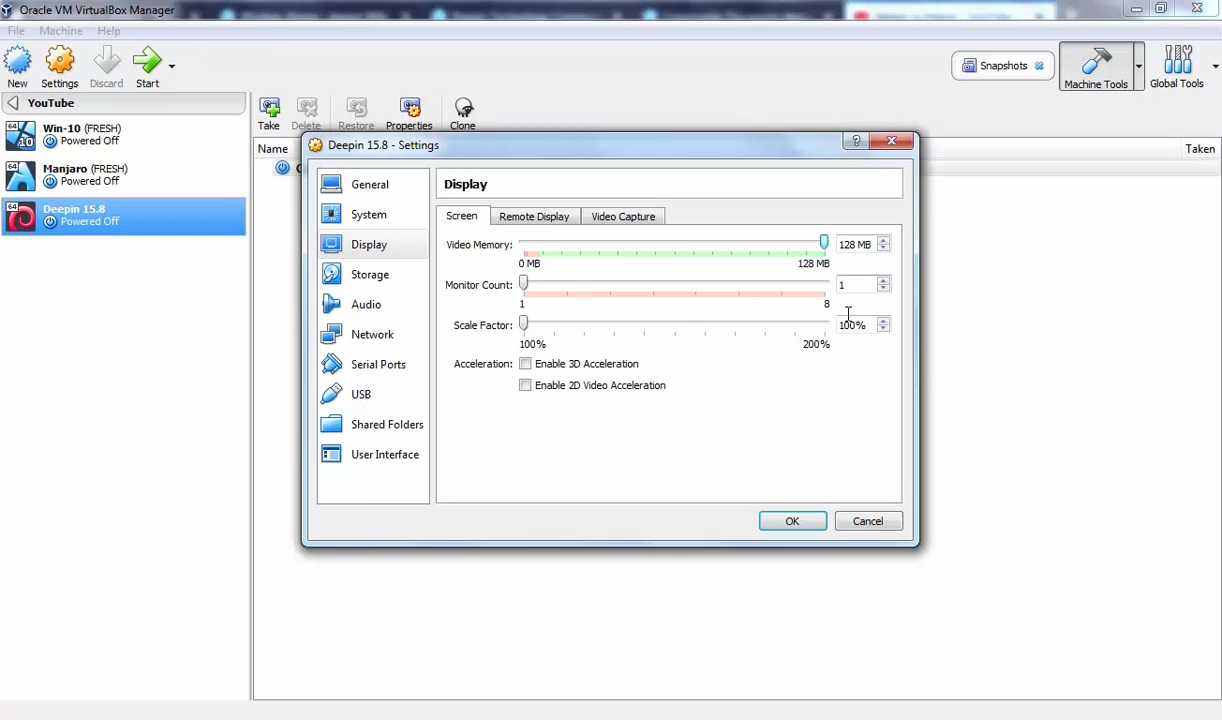 Oracle VM VirtualBox Manager
File Machine Help
New Settings Discard Start
Snapshots
Machine Tools
Global Tools
YouTube
Take Delete Restore Properties Clone
64 10 Win-10 (FRESH)
Powered Off
64 Manjaro (FRESH)
Powered Off
64 Deepin 15.8
Powered Off
Name
Taken
Deepin 15.8 - Settings
?
General
System
Display
Storage
Audio
Network
Serial Ports
USB
Shared Folders
User Interface
Display
Screen Remote Display Video Capture
Video Memory: 128 MB
0 MB 128 MB
Monitor Count: 1
1 8
Scale Factor: 100%
100% 200%
Acceleration: Enable 3D Acceleration
Enable 2D Video Acceleration
OK Cancel